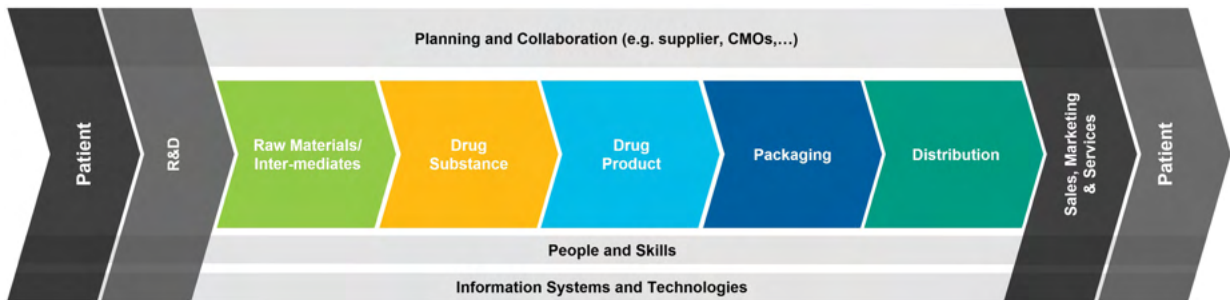 Planning and Collaboration (e.g. supplier, CMOs,…)
Patient
R&D
Raw Materials/
Inter-mediates
Drug
Substance
Drug
Product
Packaging
Distribution
Sales, Marketing
& Services
Patient
People and Skills
Information Systems and Technologies